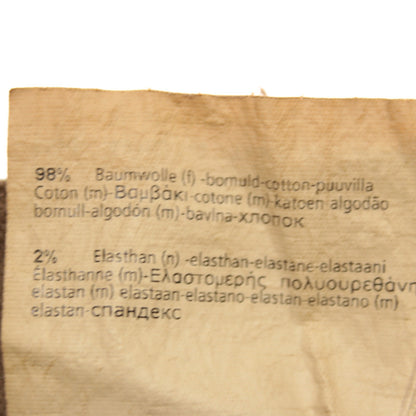 98% Baumwolle (f) -bomuld-cotton-puuvilla
Coton (m)-Βαμβάκι-cotone (m)-katoen-algodão
bomull-algodón (m)-bavlna-хлопок
2% Elasthan (n) -elasthan-elastane-elastaani
Élasthanne (m)-Ελαστομερής πολυουρεθάνη
elastan (m) elastaan-elastano-elastan-elastano (m)
elastan-спандекс